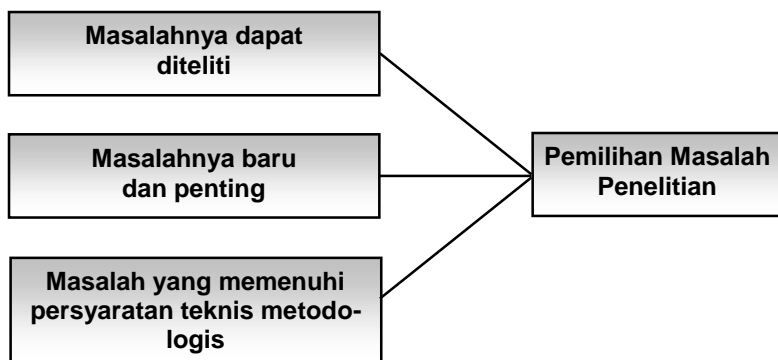 Masalahnya dapat
diteliti
Masalahnya baru
dan penting
Masalah yang memenuhi
persyaratan teknis metodo-
logis
Pemilihan Masalah
Penelitian